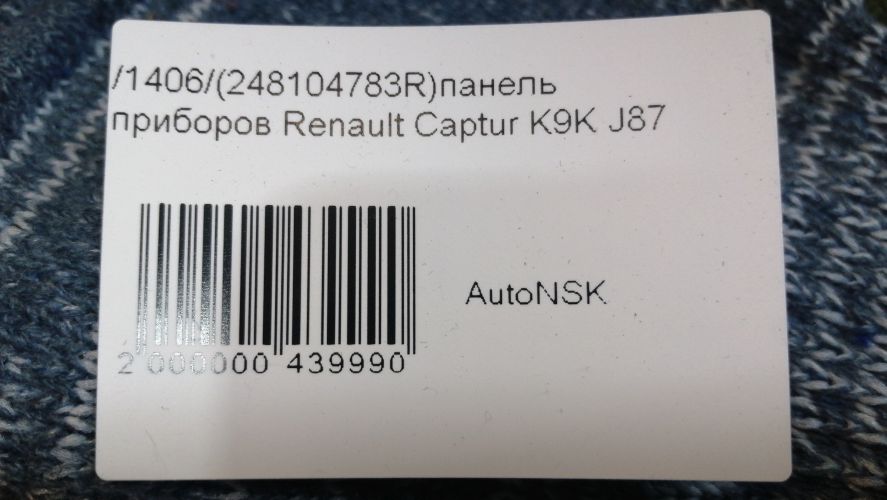 /1406/(248104783R)панель
приборов Renault Captur K9K J87
AutoNSK
2 000000 439990